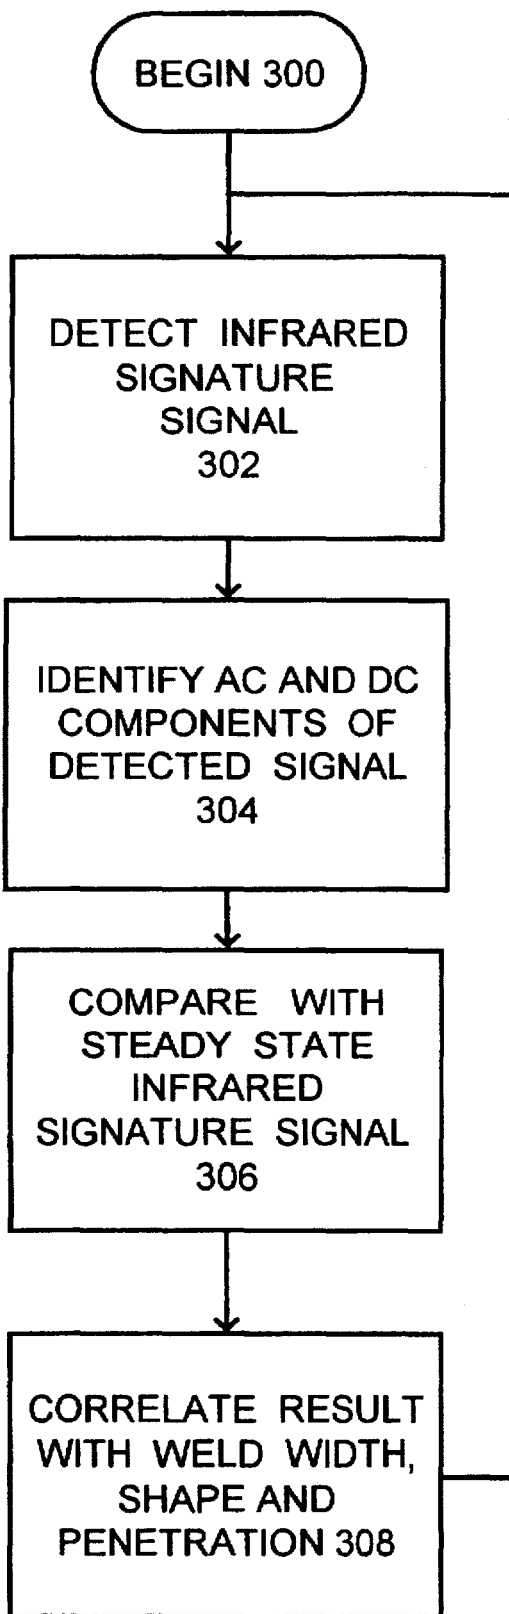 BEGIN 300
DETECT INFRARED
SIGNATURE
SIGNAL
302
IDENTIFY AC AND DC
COMPONENTS OF
DETECTED SIGNAL
304
COMPARE WITH
STEADY STATE
INFRARED
SIGNATURE SIGNAL
306
CORRELATE RESULT
WITH WELD WIDTH,
SHAPE AND
PENETRATION 308